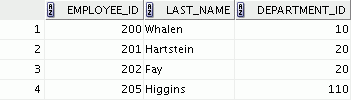 EMPLOYEE_ID LAST_NAME DEPARTMENT_ID
1 200 Whalen 10
2 201 Hartstein 20
3 202 Fay 20
4 205 Higgins 110